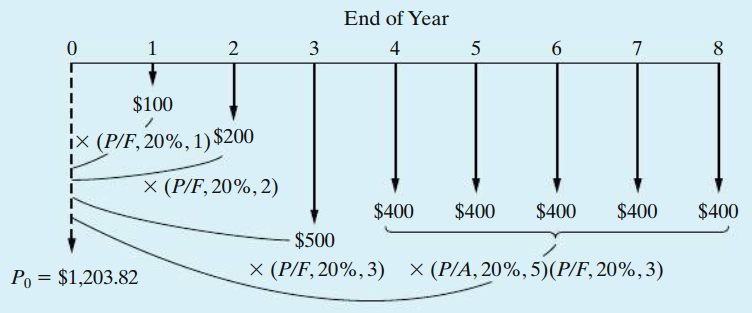 End of Year
0 1 2 3 4 5 6 7 8
$100
× (P/F, 20%, 1) $200
× (P/F, 20%, 2)
$400 $400 $400 $400 $400
$500
× (P/F, 20%, 3) × (P/A, 20%, 5)(P/F, 20%, 3)
P₀ = $1,203.82